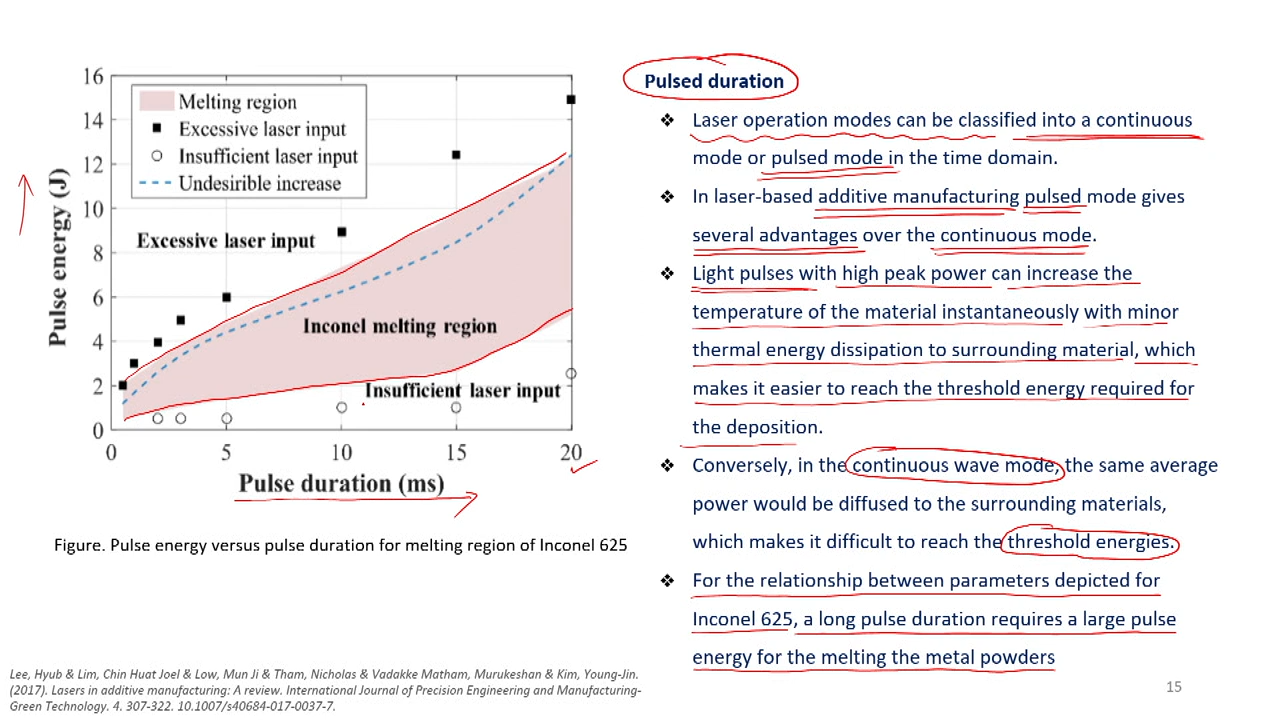 16
14
12
10
8
6
4
2
0
Pulse energy (J)
Melting region
Excessive laser input
Insufficient laser input
Undesirible increase
Excessive laser input
Inconel melting region
Insufficient laser input
0 5 10 15 20
Pulse duration (ms)
Figure. Pulse energy versus pulse duration for melting region of Inconel 625
Pulsed duration
❖ Laser operation modes can be classified into a continuous
mode or pulsed mode in the time domain.
❖ In laser-based additive manufacturing pulsed mode gives
several advantages over the continuous mode.
❖ Light pulses with high peak power can increase the
temperature of the material instantaneously with minor
thermal energy dissipation to surrounding material, which
makes it easier to reach the threshold energy required for
the deposition.
❖ Conversely, in the continuous wave mode, the same average
power would be diffused to the surrounding materials,
which makes it difficult to reach the threshold energies.
❖ For the relationship between parameters depicted for
Inconel 625, a long pulse duration requires a large pulse
energy for the melting the metal powders
Lee, Hyub & Lim, Chin Huat Joel & Low, Mun Ji & Tham, Nicholas & Vadakke Matham, Murukeshan & Kim, Young-Jin.
(2017). Lasers in additive manufacturing: A review. International Journal of Precision Engineering and Manufacturing-
Green Technology. 4. 307-322. 10.1007/s40684-017-0037-7.
15